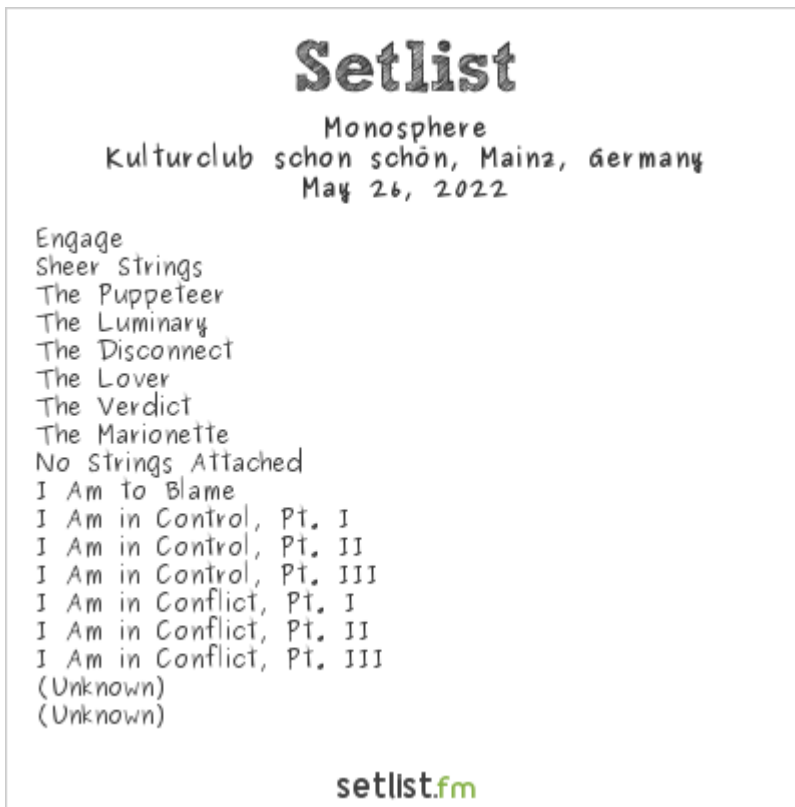 Setlist
Monosphere
Kulturclub schon schön, Mainz, Germany
May 26, 2022
Engage
Sheer Strings
The Puppeteer
The Luminary
The Disconnect
The Lover
The Verdict
The Marionette
No Strings Attached
I Am to Blame
I Am in Control, Pt. I
I Am in Control, Pt. II
I Am in Control, Pt. III
I Am in Conflict, Pt. I
I Am in Conflict, Pt. II
I Am in Conflict, Pt. III
(Unknown)
(Unknown)
setlist.fm